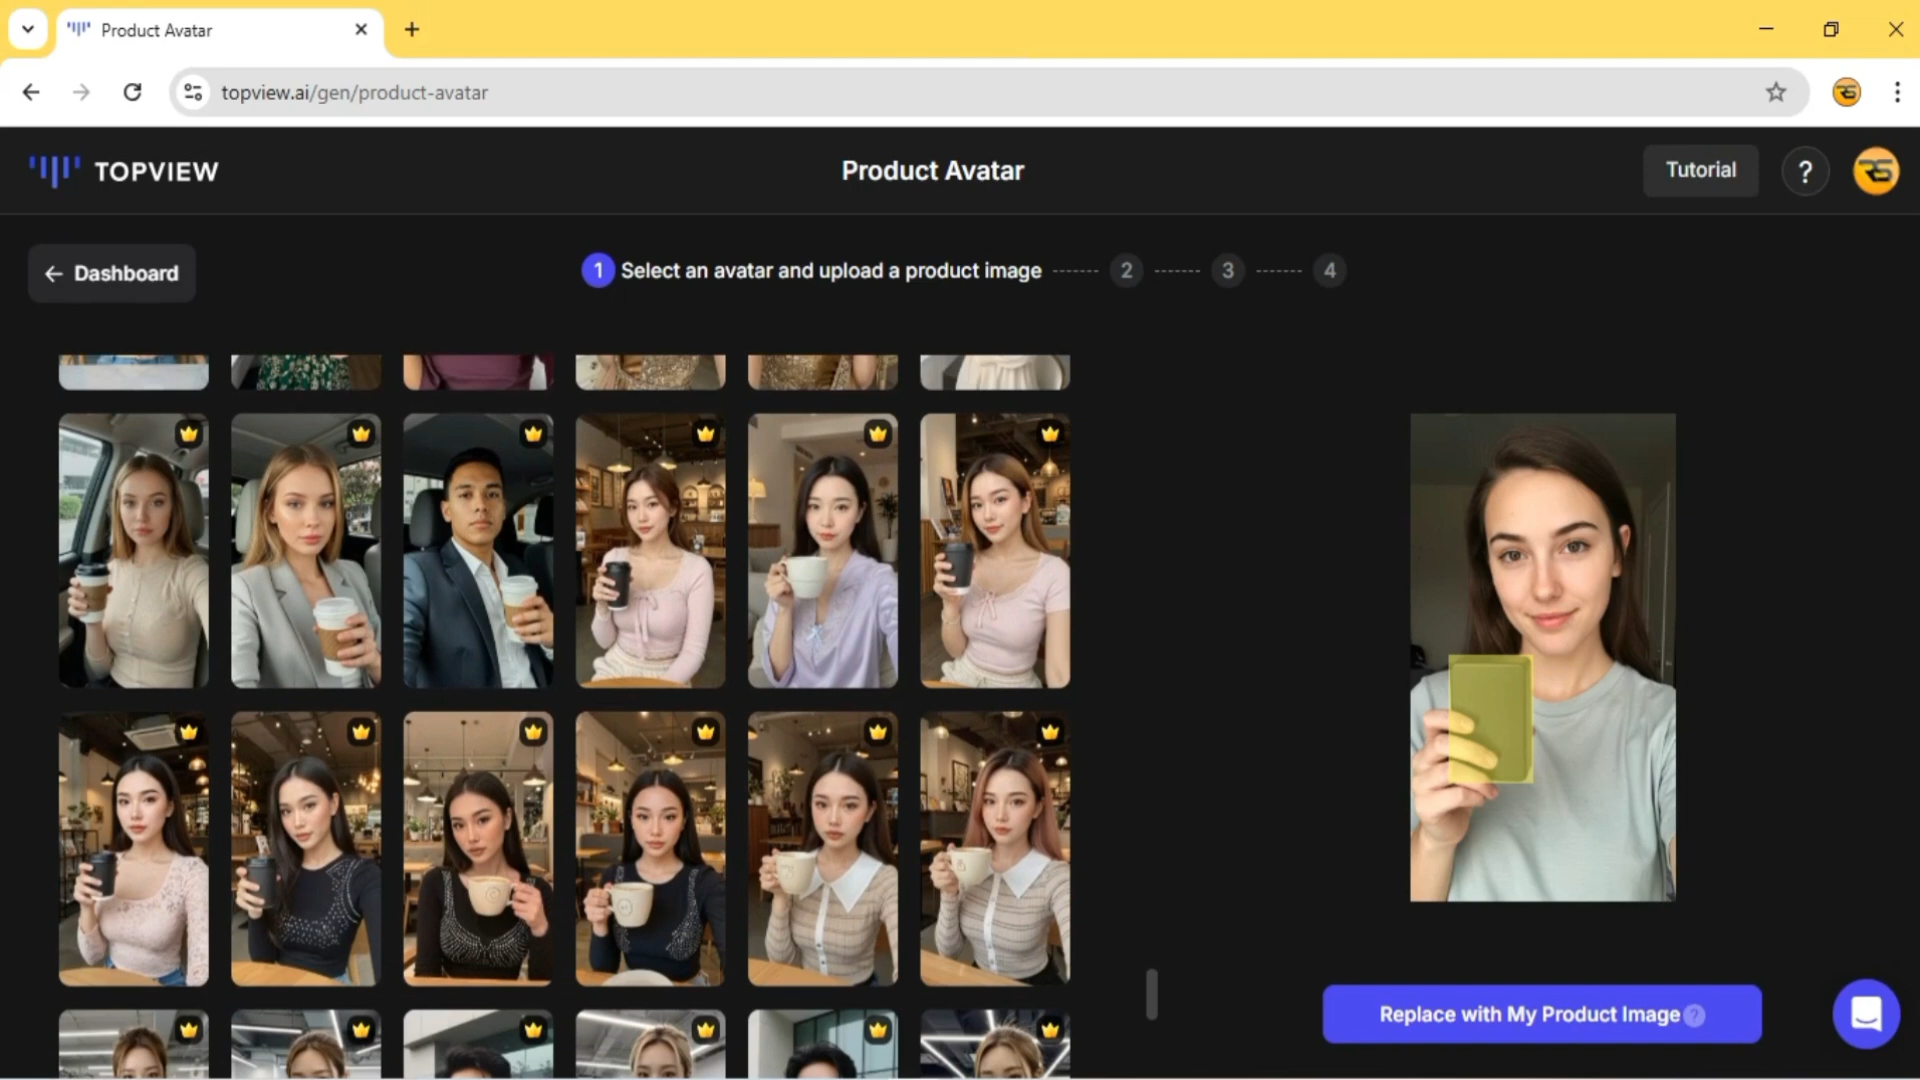 Product Avatar
topview.ai/gen/product-avatar
TOPVIEW
Product Avatar
Tutorial
?
Dashboard
1 Select an avatar and upload a product image 2 3 4
Replace with My Product Image ?